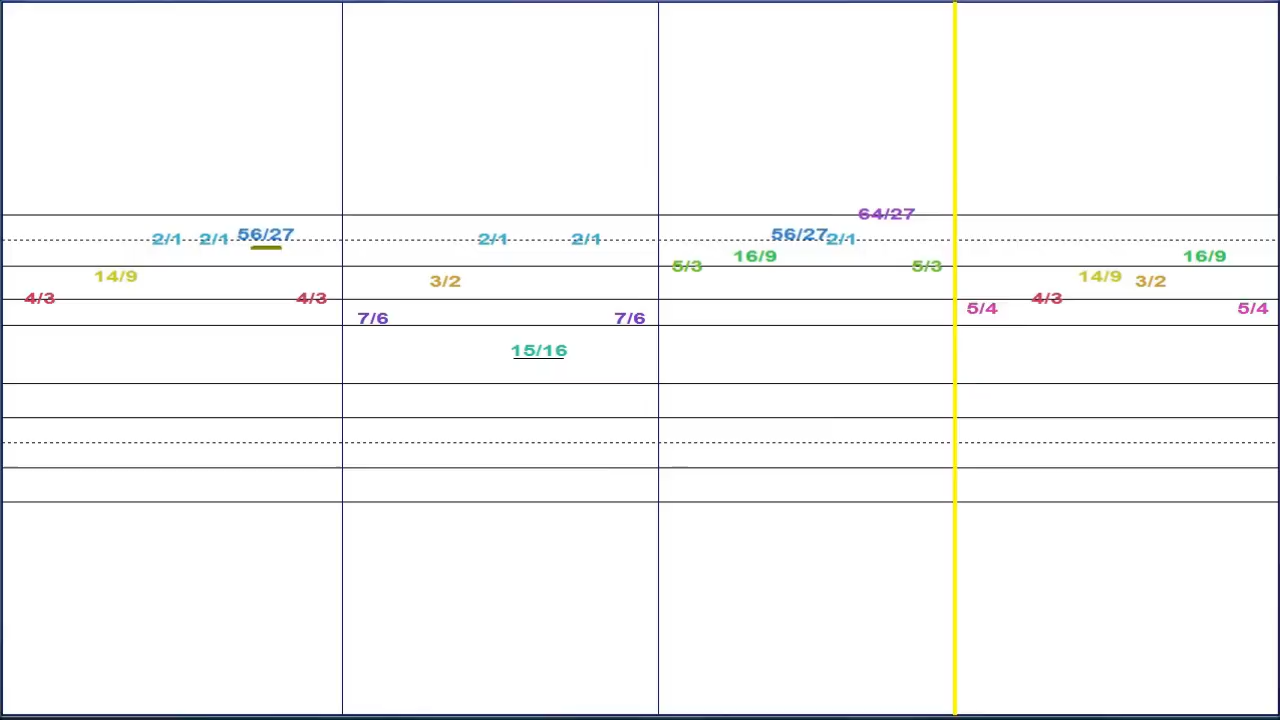 4/3 14/9 2/1 2/1 56/27 4/3
7/6 3/2 2/1 15/16 2/1 7/6
5/3 16/9 56/27 2/1 64/27 5/3
5/4 4/3 14/9 3/2 16/9 5/4